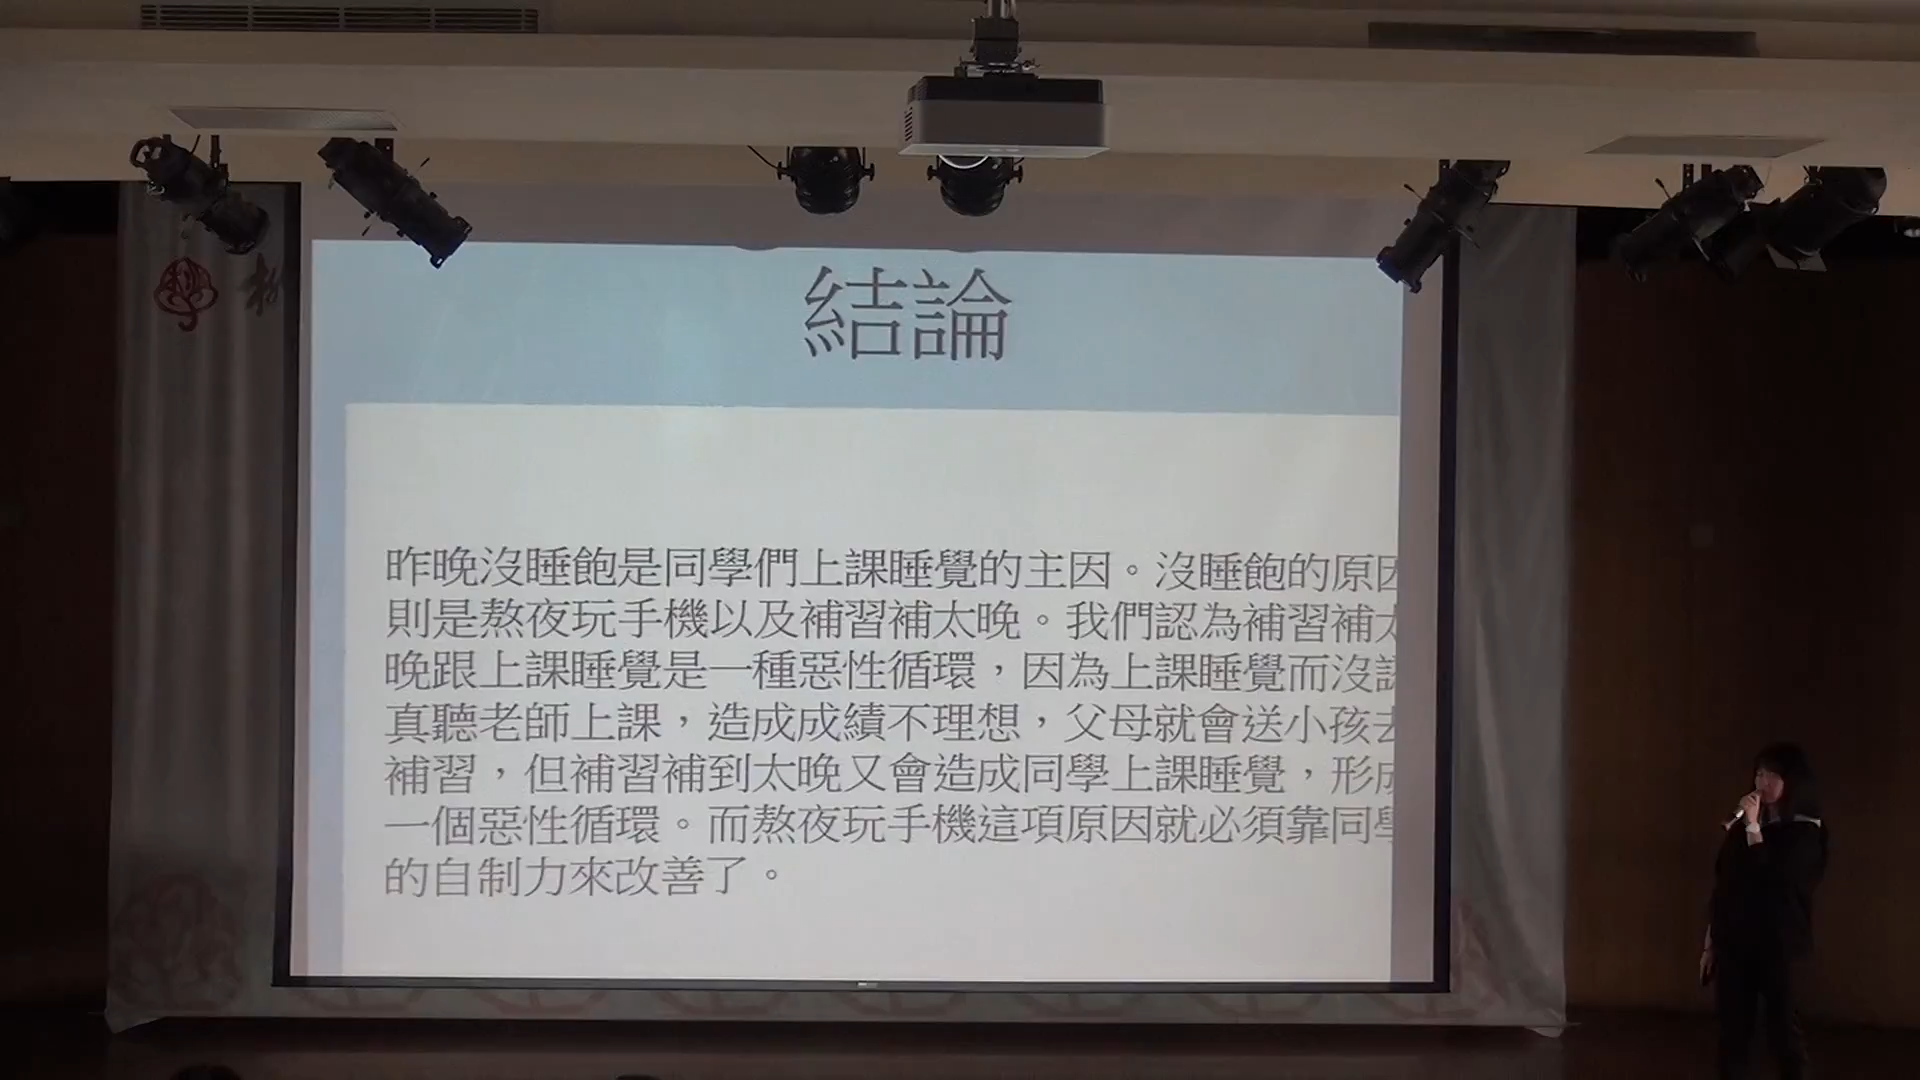 結論
昨晚沒睡飽是同學們上課睡覺的主因。沒睡飽的原因
則是熬夜玩手機以及補習補太晚。我們認為補習補太
晚跟上課睡覺是一種惡性循環，因為上課睡覺而沒認
真聽老師上課，造成成績不理想，父母就會送小孩去
補習，但補習補到太晚又會造成同學上課睡覺，形成
一個惡性循環。而熬夜玩手機這項原因就必須靠同學
的自制力來改善了。